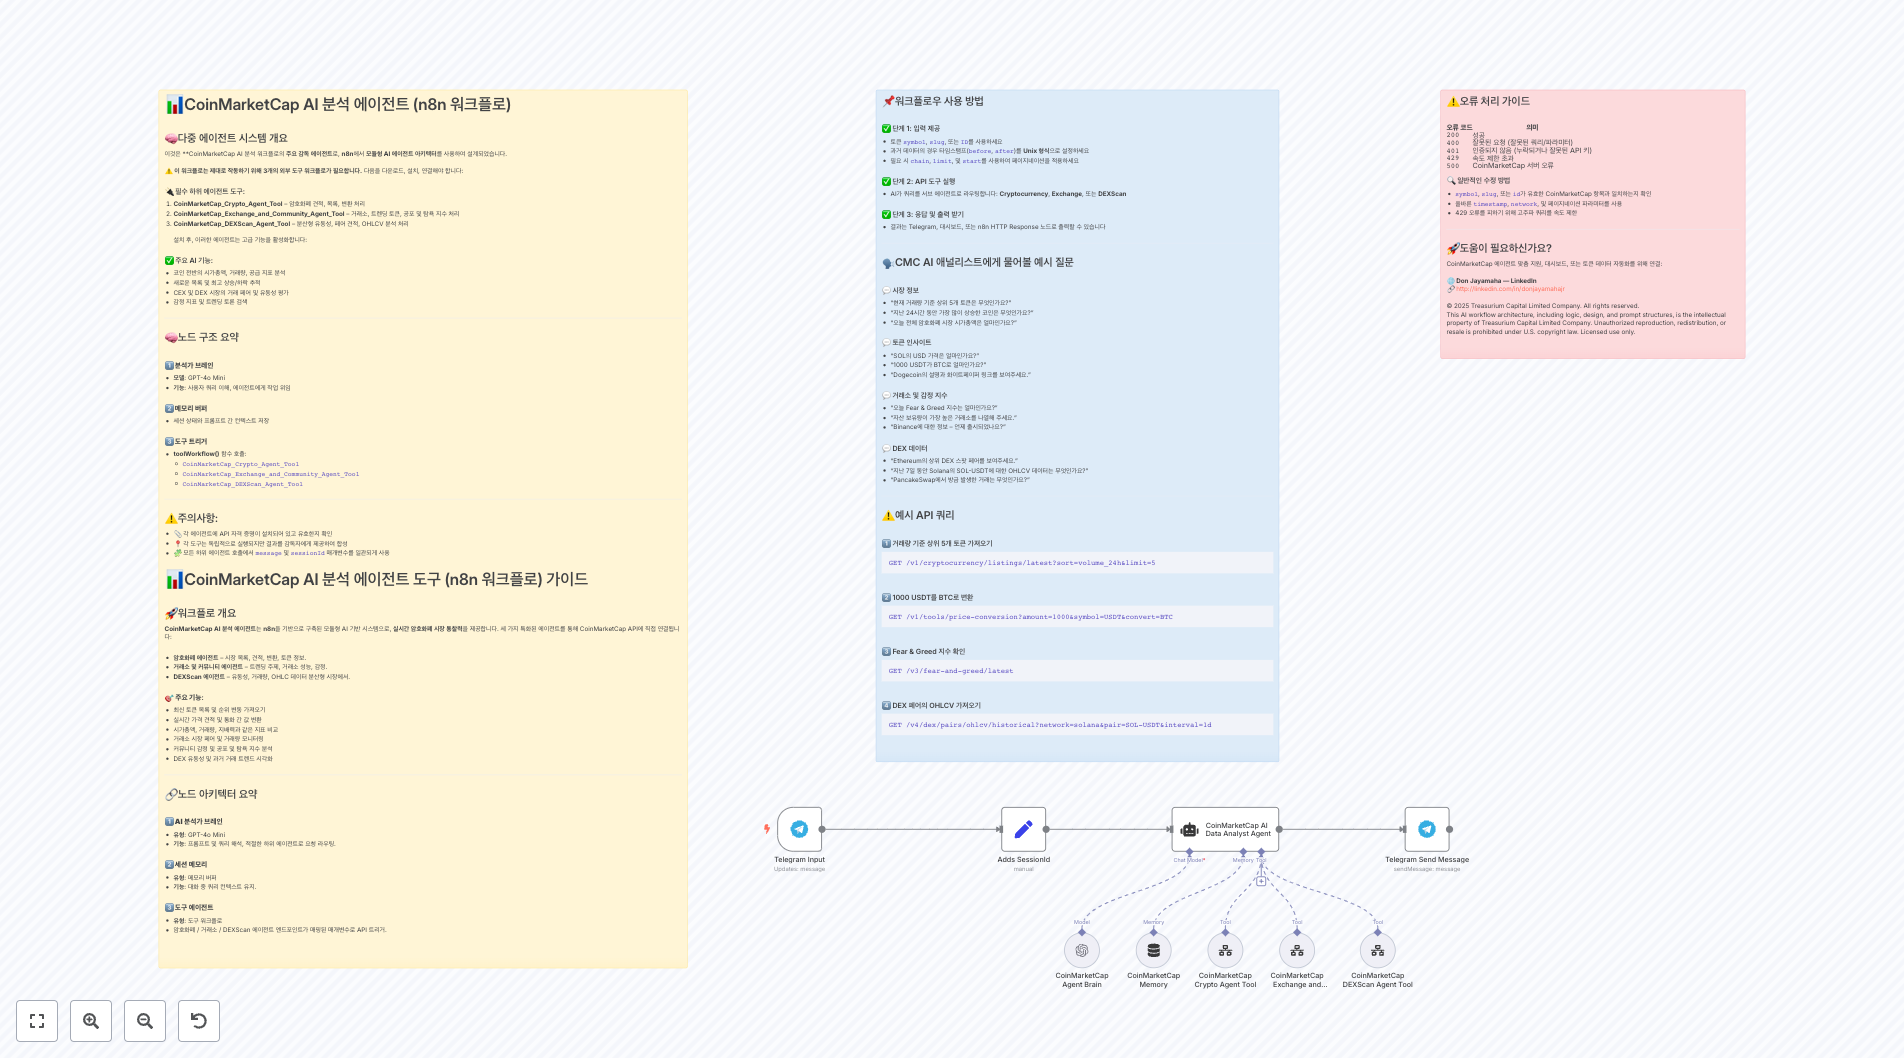 📊CoinMarketCap AI 분석 에이전트 (n8n 워크플로)
🧠다중 에이전트 시스템 개요
이것은 **CoinMarketCap AI 분석 워크플로의 주요 감독 에이전트로, n8n에서 모듈형 AI 에이전트 아키텍터를 사용하여 설계되었습니다.
⚠️ 이 워크플로는 제대로 작동하기 위해 3개의 외부 도구 워크플로가 필요합니다. 다음을 다운로드, 설치, 연결해야 합니다:
🔌 필수 하위 에이전트 도구:
1. CoinMarketCap_Crypto_Agent_Tool – 암호화폐 견적, 목록, 변환 처리
2. CoinMarketCap_Exchange_and_Community_Agent_Tool – 거래소, 트렌딩 토큰, 공포 및 탐욕 지수 처리
3. CoinMarketCap_DEXScan_Agent_Tool – 분산형 유동성, 페어 견적, OHLCV 분석 처리
설치 후, 이러한 에이전트는 고급 기능을 활성화합니다:
✅ 주요 AI 기능:
• 코인 전반의 시가총액, 거래량, 공급 지표 분석
• 새로운 목록 및 최고 상승/하락 추적
• CEX 및 DEX 시장의 거래 페어 및 유동성 평가
• 감정 지표 및 트렌딩 토론 검색
🧠노드 구조 요약
1️⃣ 분석가 브레인
• 모델: GPT-4o Mini
• 기능: 사용자 쿼리 이해, 에이전트에게 작업 위임
2️⃣ 메모리 버퍼
• 세션 상태와 프롬프트 간 컨텍스트 저장
3️⃣ 도구 트리거
• toolWorkflow() 함수 호출:
○ CoinMarketCap_Crypto_Agent_Tool
○ CoinMarketCap_Exchange_and_Community_Agent_Tool
○ CoinMarketCap_DEXScan_Agent_Tool
⚠️주의사항:
• 📎 각 에이전트에 API 자격 증명이 설치되어 있고 유효한지 확인
• 📍 각 도구는 독립적으로 실행되지만 결과를 감독자에게 제공하여 합성
• 🧩 모든 하위 에이전트 호출에서 message 및 sessionId 매개변수를 일관되게 사용
📊CoinMarketCap AI 분석 에이전트 도구 (n8n 워크플로) 가이드
🚀워크플로 개요
CoinMarketCap AI 분석 에이전트는 n8n을 기반으로 구축된 모듈형 AI 기반 시스템으로, 실시간 암호화폐 시장 통찰력을 제공합니다. 세 가지 특화된 에이전트를 통해 CoinMarketCap API에 직접 연결됩니
다:
• 암호화폐 에이전트 – 시장 목록, 견적, 변환, 토큰 정보.
• 거래소 및 커뮤니티 에이전트 – 트렌딩 주제, 거래소 성능, 감정.
• DEXScan 에이전트 – 유동성, 거래량, OHLC 데이터 분산형 시장에서.
🎯 주요 기능:
• 최신 토큰 목록 및 순위 변동 가져오기
• 실시간 가격 견적 및 통화 간 값 변환
• 시가총액, 거래량, 지배력과 같은 지표 비교
• 거래소 시장 페어 및 거래량 모니터링
• 커뮤니티 감정 및 공포 및 탐욕 지수 분석
• DEX 유동성 및 과거 거래 트렌드 시각화
🔗노드 아키텍터 요약
1️⃣ AI 분석가 브레인
• 유형: GPT-4o Mini
• 기능: 프롬프트 및 쿼리 해석, 적절한 하위 에이전트로 요청 라우팅.
2️⃣ 세션 메모리
• 유형: 메모리 버퍼
• 기능: 대화 중 쿼리 컨텍스트 유지.
3️⃣ 도구 에이전트
• 유형: 도구 워크플로
• 암호화폐 / 거래소 / DEXScan 에이전트 엔드포인트가 매핑된 매개변수로 API 트리거.
📌워크플로우 사용 방법
✅ 단계 1: 입력 제공
• 토큰 symbol, slug, 또는 ID를 사용하세요
• 과거 데이터의 경우 타임스탬프(before, after)를 Unix 형식으로 설정하세요
• 필요 시 chain, limit, 및 start를 사용하여 페이지네이션을 적용하세요
✅ 단계 2: API 도구 실행
• AI가 쿼리를 서브 에이전트로 라우팅합니다: Cryptocurrency, Exchange, 또는 DEXScan
✅ 단계 3: 응답 및 출력 받기
• 결과는 Telegram, 대시보드, 또는 n8n HTTP Response 노드로 출력할 수 있습니다
🗣️CMC AI 애널리스트에게 물어볼 예시 질문
💬 시장 정보
• "현재 거래량 기준 상위 5개 토큰은 무엇인가요?"
• "지난 24시간 동안 가장 많이 상승한 코인은 무엇인가요?"
• "오늘 전체 암호화폐 시장 시가총액은 얼마인가요?"
💬 토큰 인사이트
• "SOL의 USD 가격은 얼마인가요?"
• "1000 USDT가 BTC로 얼마인가요?"
• "Dogecoin의 설명과 화이트페이퍼 링크를 보여주세요."
💬 거래소 및 감정 지수
• "오늘 Fear & Greed 지수는 얼마인가요?"
• "자산 보유량이 가장 높은 거래소를 나열해 주세요."
• "Binance에 대한 정보 – 언제 출시되었나요?"
💬 DEX 데이터
• "Ethereum의 상위 DEX 스팟 페어를 보여주세요."
• "지난 7일 동안 Solana의 SOL-USDT에 대한 OHLCV 데이터는 무엇인가요?"
• "PancakeSwap에서 방금 발생한 거래는 무엇인가요?"
⚠️예시 API 쿼리
1️⃣ 거래량 기준 상위 5개 토큰 가져오기
GET /v1/cryptocurrency/listings/latest?sort=volume_24h&limit=5
2️⃣ 1000 USDT를 BTC로 변환
GET /v1/tools/price-conversion?amount=1000&symbol=USDT&convert=BTC
3️⃣ Fear & Greed 지수 확인
GET /v3/fear-and-greed/latest
4️⃣ DEX 페어의 OHLCV 가져오기
GET /v4/dex/pairs/ohlcv/historical?network=solana&pair=SOL-USDT&interval=1d
⚠️오류 처리 가이드
오류 코드 의미
200 성공
400 잘못된 요청 (잘못된 쿼리/파라미터)
401 인증되지 않음 (누락되거나 잘못된 API 키)
429 속도 제한 초과
500 CoinMarketCap 서버 오류
🔍 일반적인 수정 방법
• symbol, slug, 또는 id가 유효한 CoinMarketCap 항목과 일치하는지 확인
• 올바른 timestamp, network, 및 페이지네이션 파라미터를 사용
• 429 오류를 피하기 위해 고주파 쿼리를 속도 제한
🚀도움이 필요하신가요?
CoinMarketCap 에이전트 맞춤 지원, 대시보드, 또는 토큰 데이터 자동화를 위해 연결:
🌐 Don Jayamaha — LinkedIn
🔗 http://linkedin.com/in/donjayamahajr
© 2025 Treasurium Capital Limited Company. All rights reserved.
This AI workflow architecture, including logic, design, and prompt structures, is the intellectual
property of Treasurium Capital Limited Company. Unauthorized reproduction, redistribution, or
resale is prohibited under U.S. copyright law. Licensed use only.
Telegram Input
Updates: message
Adds SessionId
manual
CoinMarketCap AI
Data Analyst Agent
Chat Model*
Memory
Tool
Telegram Send Message
sendMessage: message
Model
Memory
Tool
Tool
Tool
CoinMarketCap
Agent Brain
CoinMarketCap
Memory
CoinMarketCap
Crypto Agent Tool
CoinMarketCap
Exchange and...
CoinMarketCap
DEXScan Agent Tool